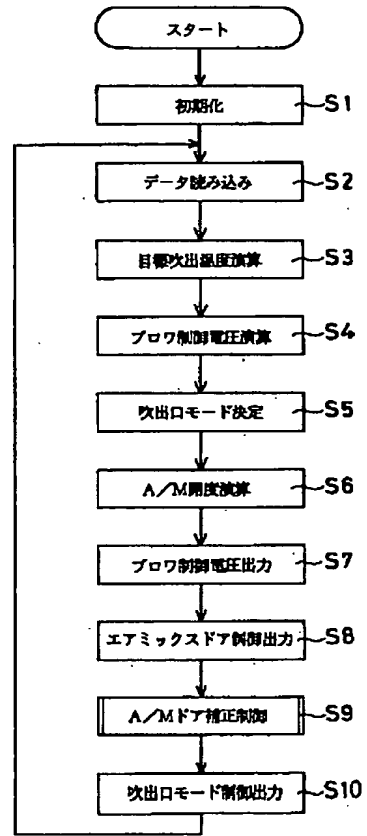 スタート
初期化 S1
データ読み込み S2
目標吹出温度演算 S3
ブロワ制御電圧演算 S4
吹出口モード決定 S5
A／M開度演算 S6
ブロワ制御電圧出力 S7
エアミックスドア制御出力 S8
A／Mドア補正制御 S9
吹出口モード制御出力 S10